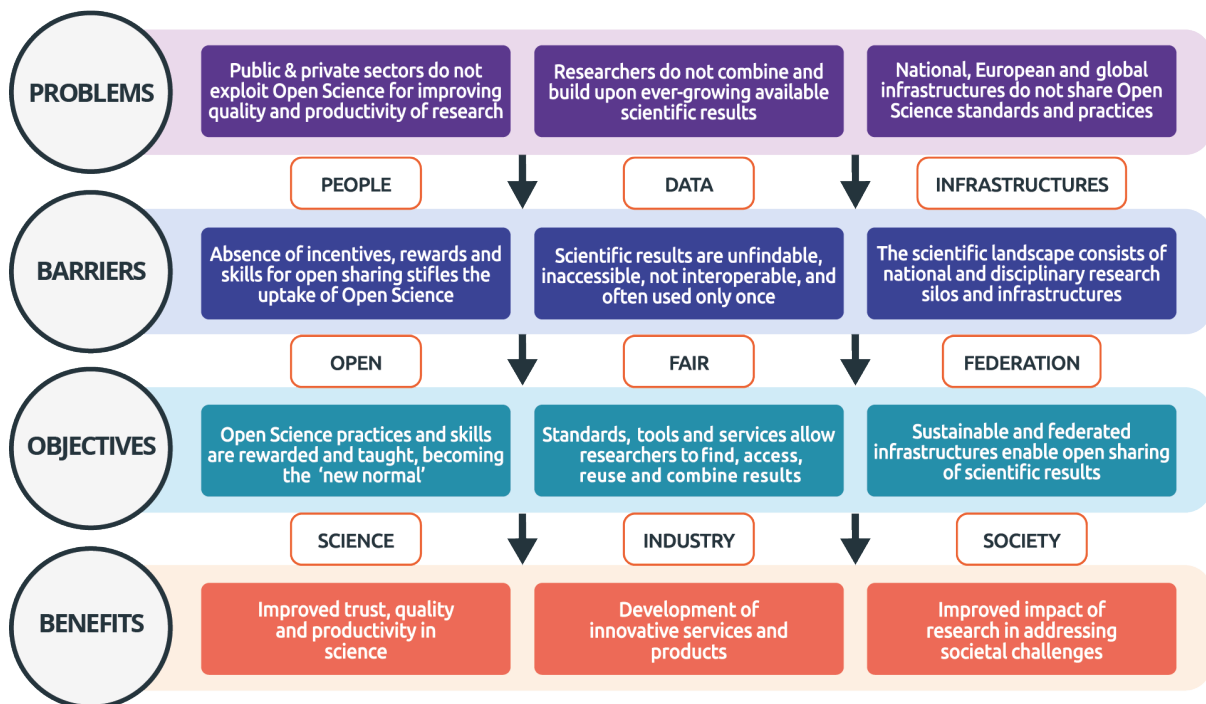 PROBLEMS
Public & private sectors do not
exploit Open Science for improving
quality and productivity of research
Researchers do not combine and
build upon ever-growing available
scientific results
National, European and global
infrastructures do not share Open
Science standards and practices
PEOPLE
DATA
INFRASTRUCTURES
BARRIERS
Absence of incentives, rewards and
skills for open sharing stifles the
uptake of Open Science
Scientific results are unfindable,
inaccessible, not interoperable, and
often used only once
The scientific landscape consists of
national and disciplinary research
silos and infrastructures
OPEN
FAIR
FEDERATION
OBJECTIVES
Open Science practices and skills
are rewarded and taught, becoming
the ‘new normal’
Standards, tools and services allow
researchers to find, access,
reuse and combine results
Sustainable and federated
infrastructures enable open sharing
of scientific results
SCIENCE
INDUSTRY
SOCIETY
BENEFITS
Improved trust, quality
and productivity in
science
Development of
innovative services and
products
Improved impact of
research in addressing
societal challenges